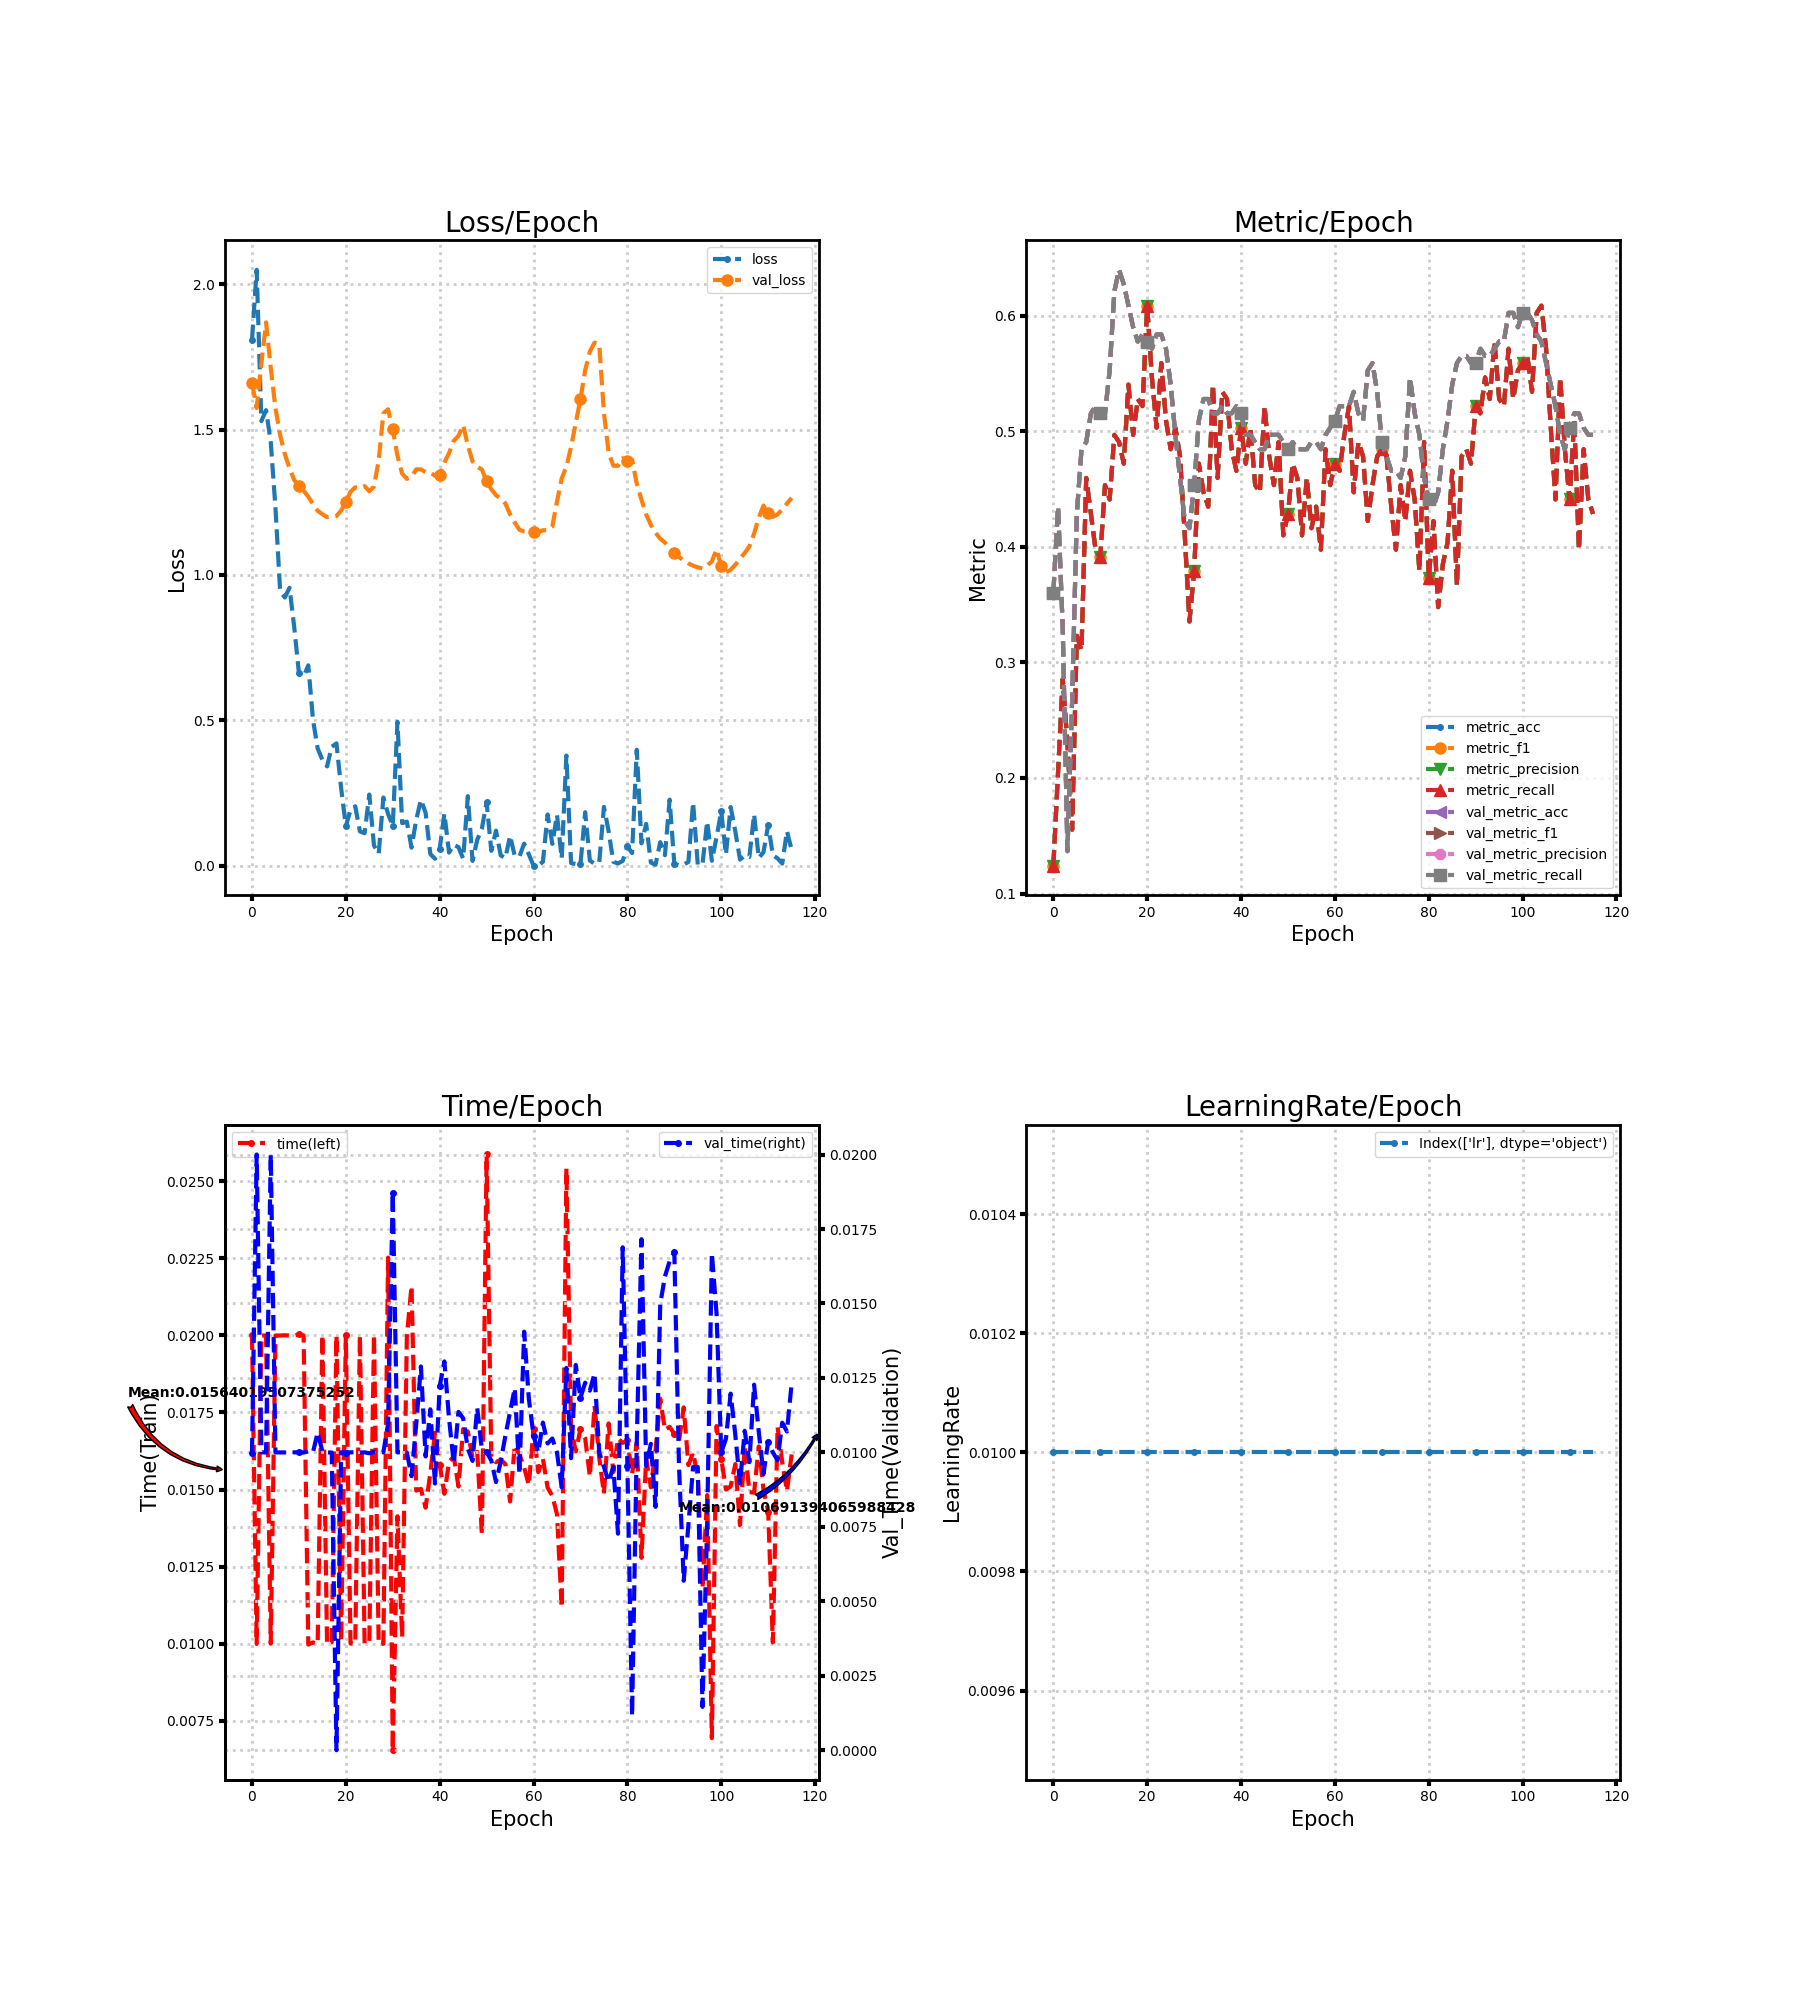 Loss/Epoch
loss
val_loss
2.0
1.5
1.0
0.5
0.0
Loss
0 20 40 60 80 100 120
Epoch
Metric/Epoch
0.6
0.5
0.4
0.3
0.2
0.1
Metric
metric_acc
metric_f1
metric_precision
metric_recall
val_metric_acc
val_metric_f1
val_metric_precision
val_metric_recall
0 20 40 60 80 100 120
Epoch
Time/Epoch
time(left)
val_time(right)
0.0250
0.0225
0.0200
0.0175
0.0150
0.0125
0.0100
0.0075
Time(Train)
0.0200
0.0175
0.0150
0.0125
0.0100
0.0075
0.0050
0.0025
0.0000
Val_Time(Validation)
Mean:0.010691394065988428
0 20 40 60 80 100 120
Epoch
LearningRate/Epoch
Index(['lr'], dtype='object')
0.0104
0.0102
0.0100
0.0098
0.0096
LearningRate
0 20 40 60 80 100 120
Epoch